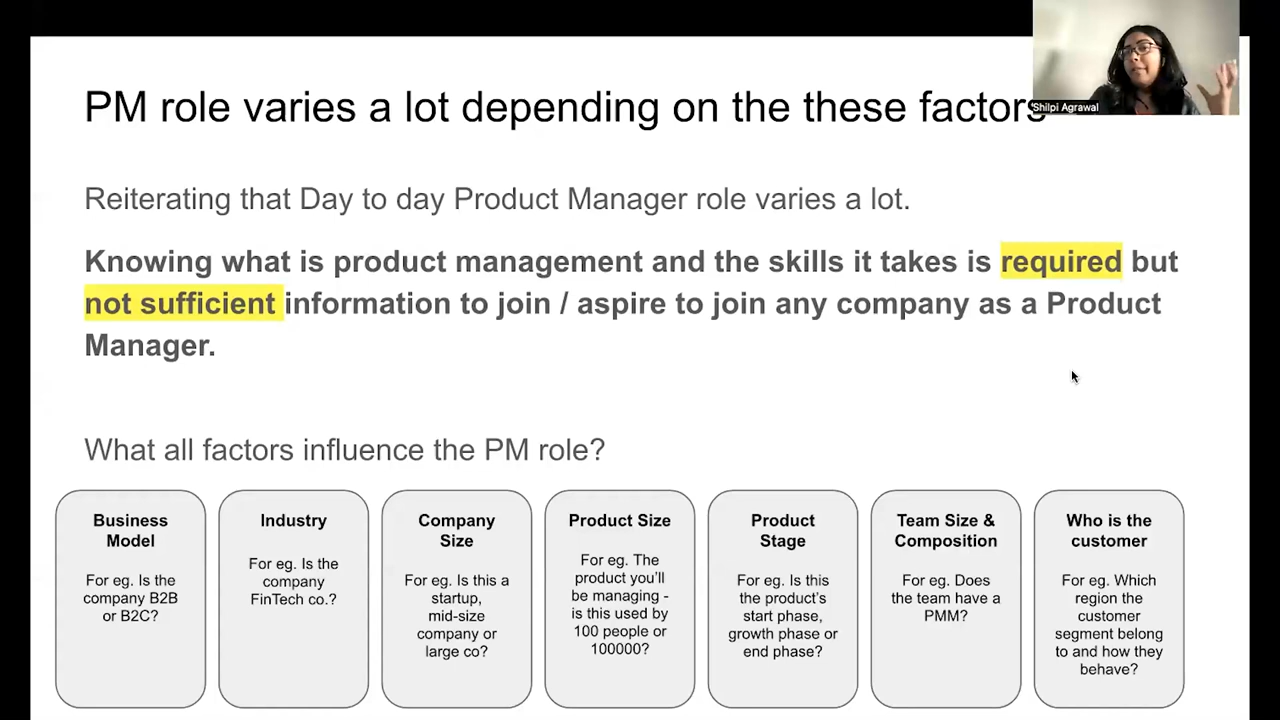 PM role varies a lot depending on the these factors
Shilpi Agrawal
Reiterating that Day to day Product Manager role varies a lot.
Knowing what is product management and the skills it takes is required but
not sufficient information to join / aspire to join any company as a Product
Manager.
What all factors influence the PM role?
Business
Model
For eg. Is the
company B2B
or B2C?
Industry
For eg. Is the
company
FinTech co.?
Company
Size
For eg. Is this a
startup,
mid-size
company or
large co?
Product Size
For eg. The
product you'll
be managing -
is this used by
100 people or
100000?
Product
Stage
For eg. Is this
the product's
start phase,
growth phase or
end phase?
Team Size &
Composition
For eg. Does
the team have a
PMM?
Who is the
customer
For eg. Which
region the
customer
segment belong
to and how they
behave?